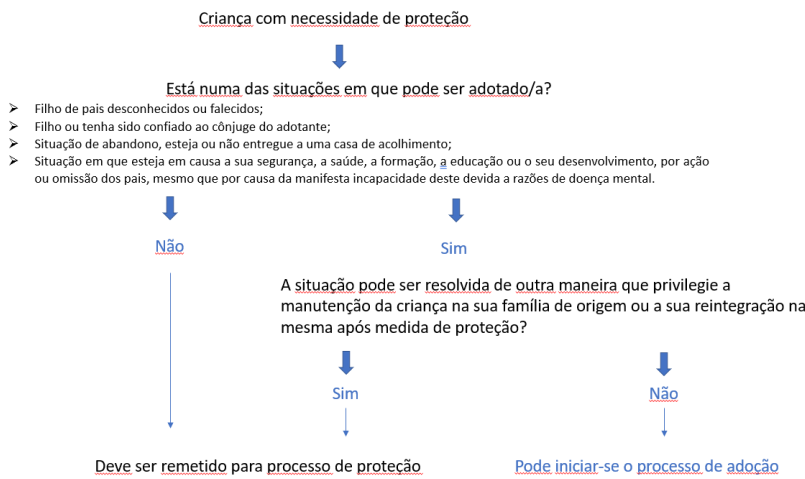 Criança com necessidade de proteção
Está numa das situações em que pode ser adotado/a?
➢ Filho de pais desconhecidos ou falecidos;
➢ Filho ou tenha sido confiado ao cônjuge do adotante;
➢ Situação de abandono, esteja ou não entregue a uma casa de acolhimento;
➢ Situação em que esteja em causa a sua segurança, a saúde, a formação, a educação ou o seu desenvolvimento, por ação
ou omissão dos pais, mesmo que por causa da manifesta incapacidade deste devida a razões de doença mental.
Não
Sim
A situação pode ser resolvida de outra maneira que privilegie a
manutenção da criança na sua família de origem ou a sua reintegração na
mesma após medida de proteção?
Sim
Não
Deve ser remetido para processo de proteção
Pode iniciar-se o processo de adoção